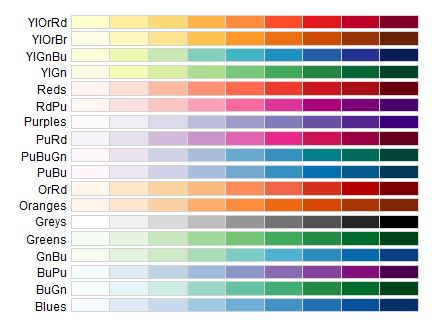 YlOrRd
YlOrBr
YlGnBu
YlGn
Reds
RdPu
Purples
PuRd
PuBuGn
PuBu
OrRd
Oranges
Greys
Greens
GnBu
BuPu
BuGn
Blues